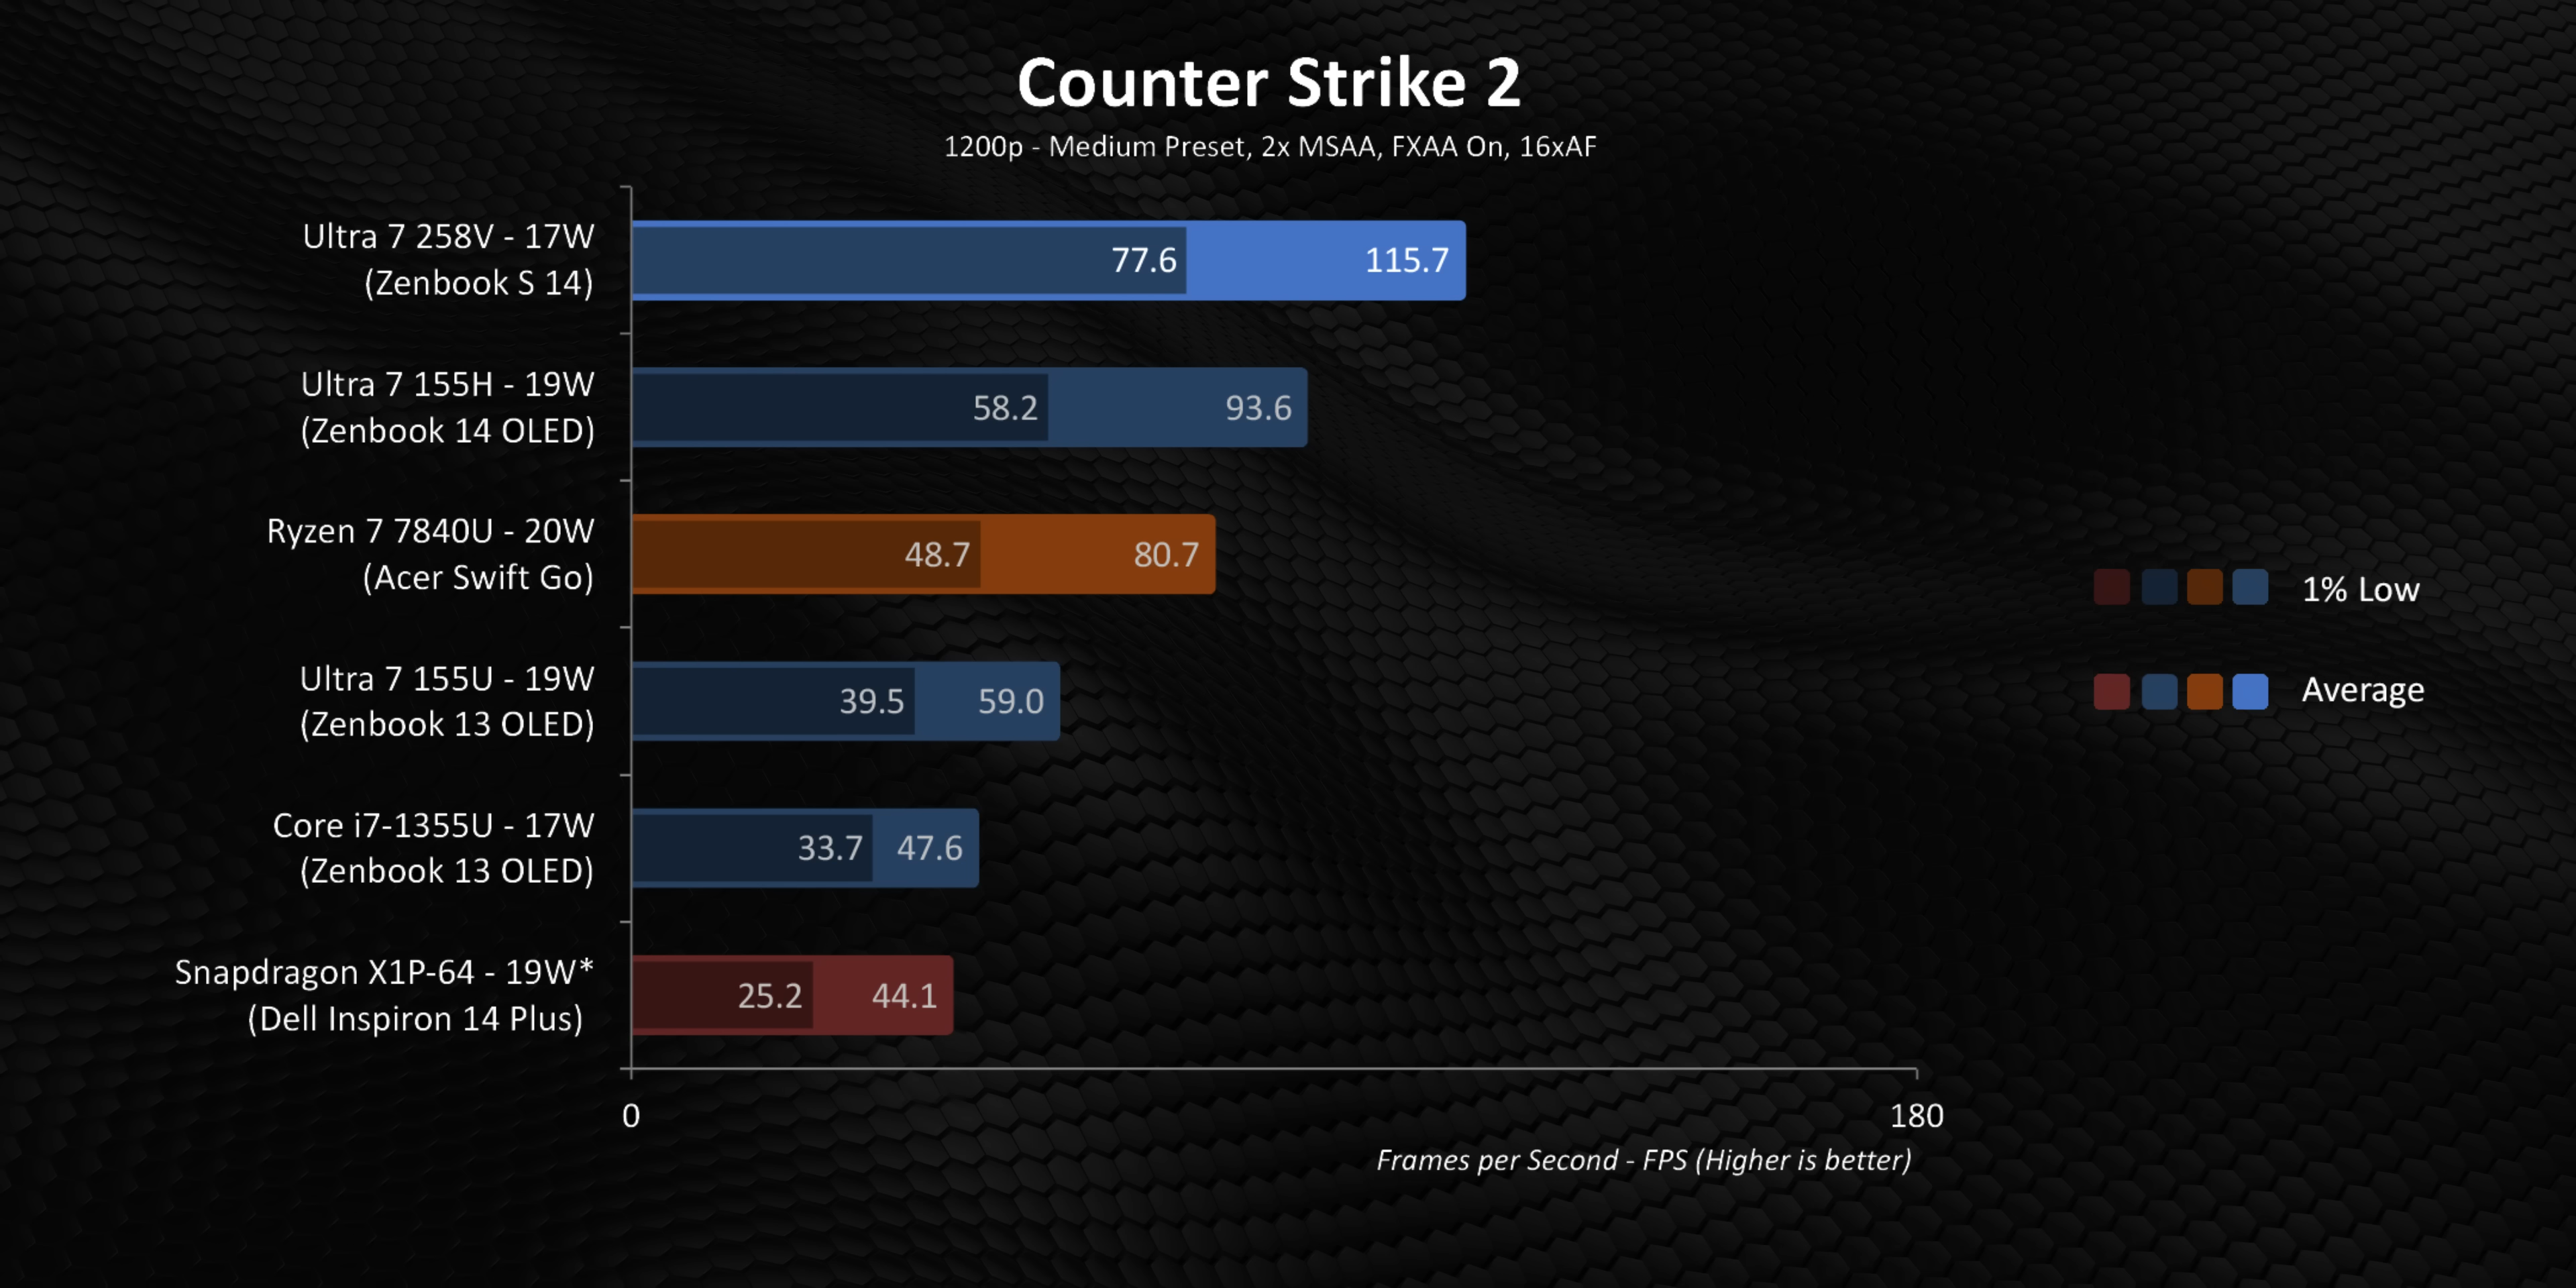 Counter Strike 2
1200p - Medium Preset, 2x MSAA, FXAA On, 16xAF
Ultra 7 258V - 17W
(Zenbook S 14)
77.6
115.7
Ultra 7 155H - 19W
(Zenbook 14 OLED)
58.2
93.6
Ryzen 7 7840U - 20W
(Acer Swift Go)
48.7
80.7
Ultra 7 155U - 19W
(Zenbook 13 OLED)
39.5
59.0
Core i7-1355U - 17W
(Zenbook 13 OLED)
33.7
47.6
Snapdragon X1P-64 - 19W*
(Dell Inspiron 14 Plus)
25.2
44.1
1% Low
Average
0
180
Frames per Second - FPS (Higher is better)